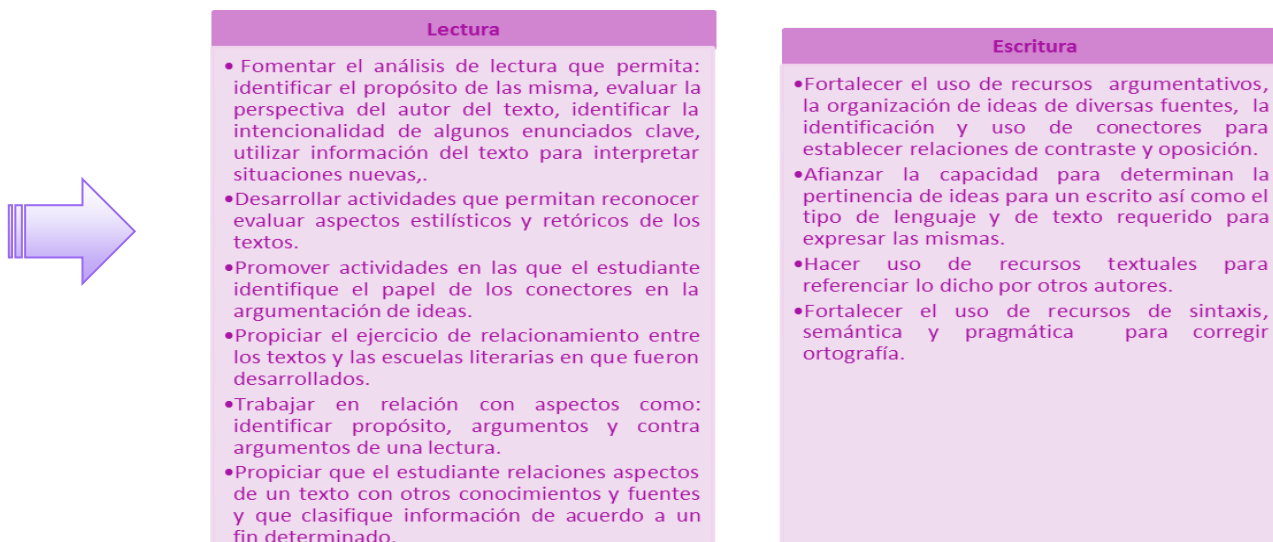 Lectura
• Fomentar el análisis de lectura que permita:
identificar el propósito de las misma, evaluar la
perspectiva del autor del texto, identificar la
intencionalidad de algunos enunciados clave,
utilizar información del texto para interpretar
situaciones nuevas,.
•Desarrollar actividades que permitan reconocer
evaluar aspectos estilísticos y retóricos de los
textos.
•Promover actividades en las que el estudiante
identifique el papel de los conectores en la
argumentación de ideas.
•Propiciar el ejercicio de relacionamiento entre
los textos y las escuelas literarias en que fueron
desarrollados.
•Trabajar en relación con aspectos como:
identificar propósito, argumentos y contra
argumentos de una lectura.
•Propiciar que el estudiante relaciones aspectos
de un texto con otros conocimientos y fuentes
y que clasifique información de acuerdo a un
fin determinado.
Escritura
•Fortalecer el uso de recursos argumentativos,
la organización de ideas de diversas fuentes, la
identificación y uso de conectores para
establecer relaciones de contraste y oposición.
•Afianzar la capacidad para determinan la
pertinencia de ideas para un escrito así como el
tipo de lenguaje y de texto requerido para
expresar las mismas.
•Hacer uso de recursos textuales para
referenciar lo dicho por otros autores.
•Fortalecer el uso de recursos de sintaxis,
semántica y pragmática para corregir
ortografía.